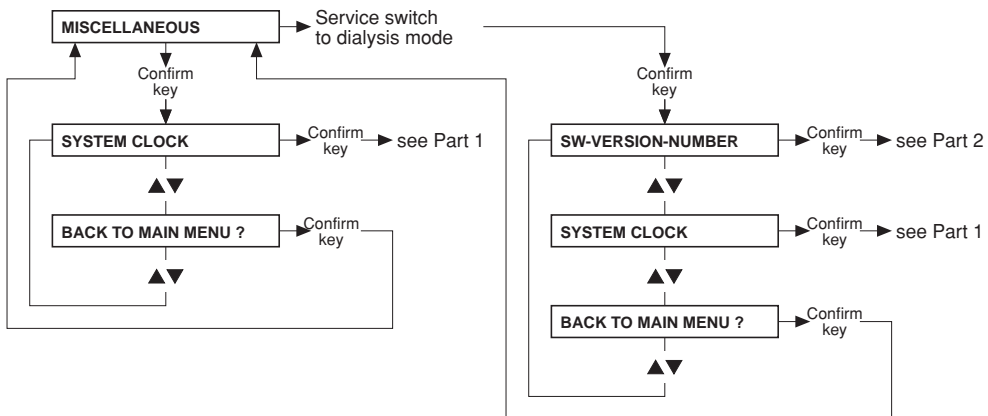 MISCELLANEOUS
Service switch
to dialysis mode
Confirm
key
SYSTEM CLOCK
Confirm
key
see Part 1
▲▼
BACK TO MAIN MENU ?
Confirm
key
▲▼
Confirm
key
SW-VERSION-NUMBER
Confirm
key
see Part 2
▲▼
SYSTEM CLOCK
Confirm
key
see Part 1
▲▼
BACK TO MAIN MENU ?
Confirm
key
▲▼